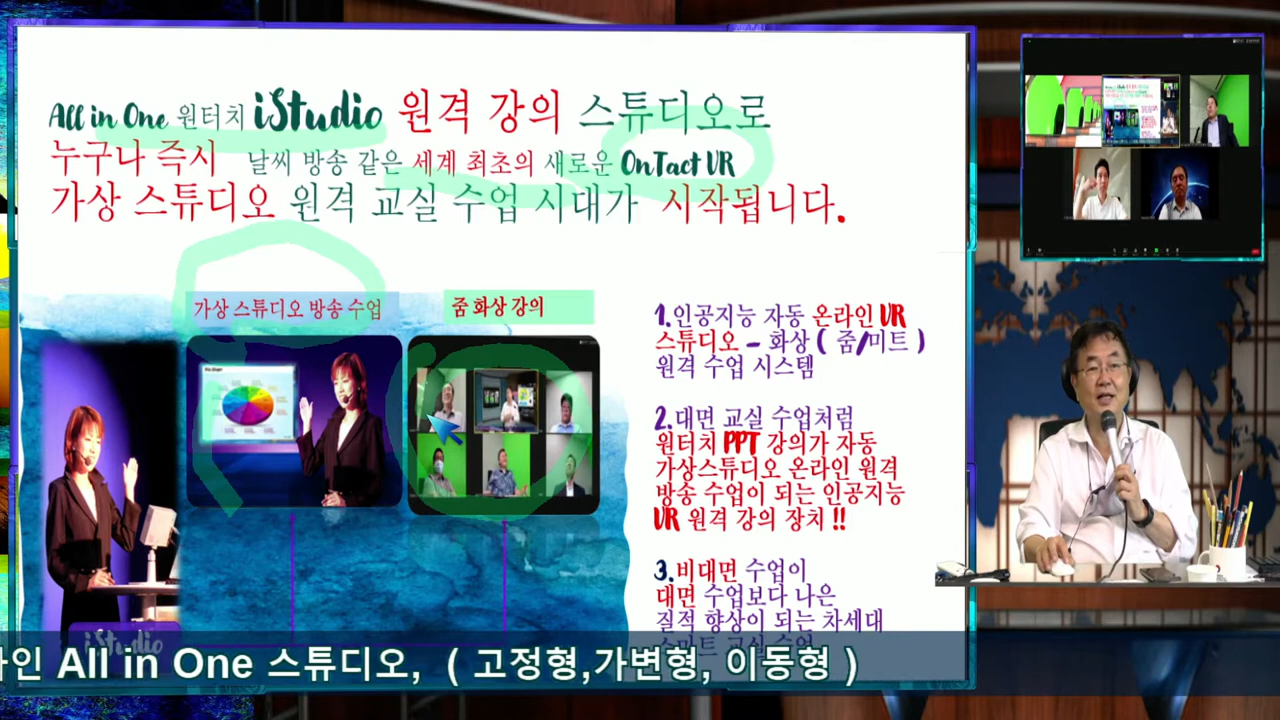 All in One 원터치 iStudio 원격 강의 스튜디오로
누구나 즉시 날씨 방송 같은 세계 최초의 새로운 OnTact VR
가상 스튜디오 원격 교실 수업 시대가 시작됩니다.
가상 스튜디오 방송 수업
줌 화상 강의
1.인공지능 자동 온라인 VR
스튜디오 – 화상 ( 줌/미트 )
원격 수업 시스템
2.대면 교실 수업처럼
원터치 PPT 강의가 자동
가상스튜디오 온라인 원격
방송 수업이 되는 인공지능
VR 원격 강의 장치 !!
3.비대면 수업이
대면 수업보다 나은
질적 향상이 되는 차세대
스마트 교실 수업
iStudio
라인 All in One 스튜디오, ( 고정형,가변형, 이동형 )